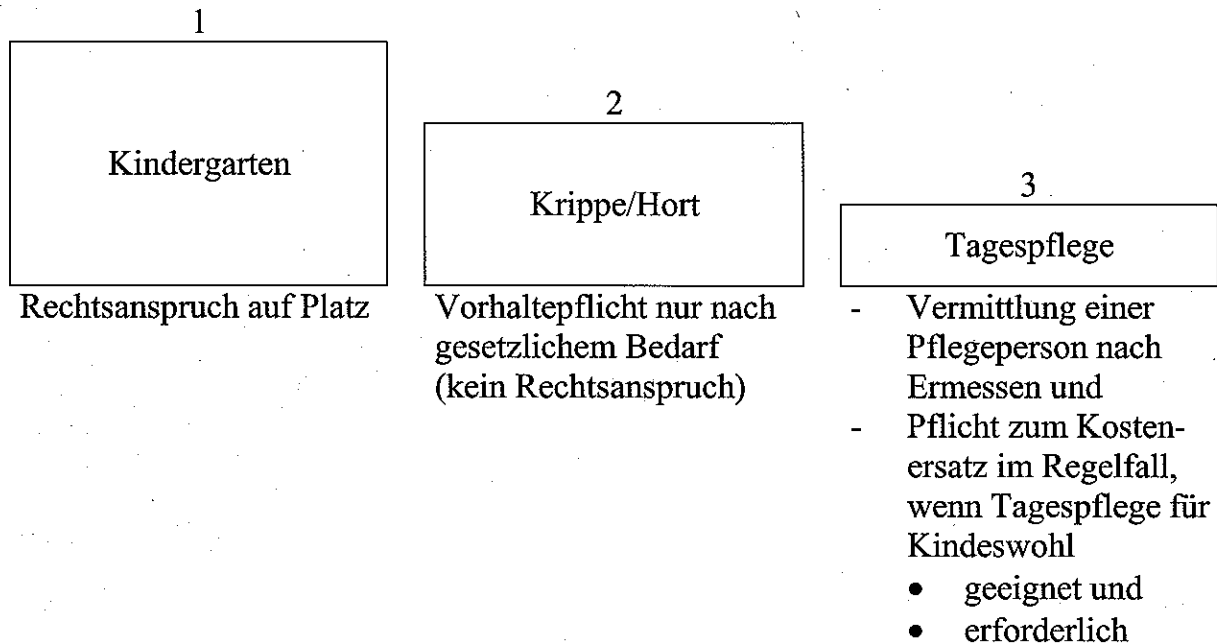 1
Kindergarten
Rechtsanspruch auf Platz
2
Krippe/Hort
Vorhaltepflicht nur nach
gesetzlichem Bedarf
(kein Rechtsanspruch)
3
Tagespflege
- Vermittlung einer
Pflegeperson nach
Ermessen und
- Pflicht zum Kosten-
ersatz im Regelfall,
wenn Tagespflege für
Kindeswohl
• geeignet und
• erforderlich